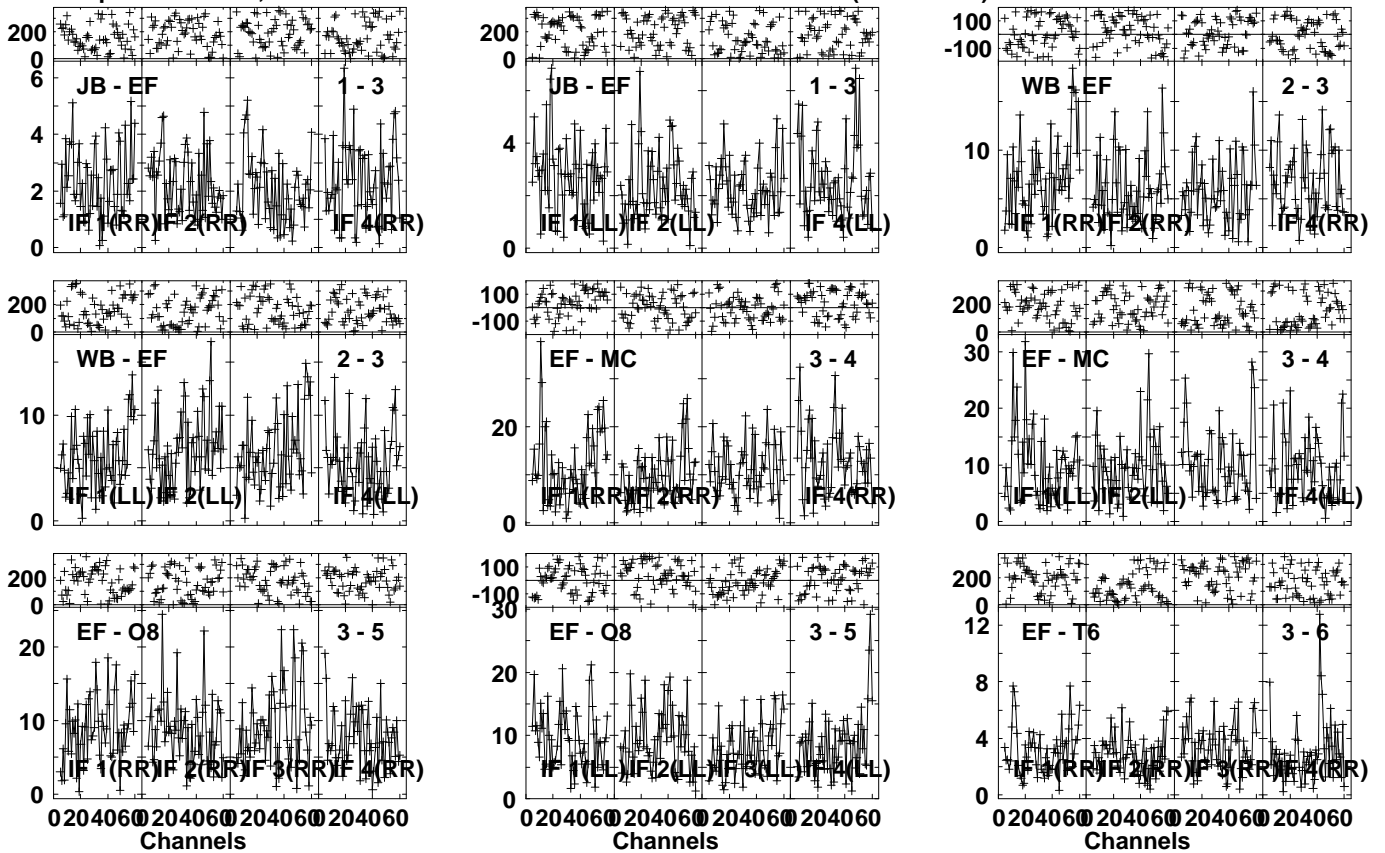 200
0
6
4
2
0
JB - EF 1 - 3
IF 1(RR) IF 2(RR) IF 4(RR)
200
0
4
0
JB - EF 1 - 3
IF 1(LL) IF 2(LL) IF 4(LL)
100
-100
10
0
WB - EF 2 - 3
IF 1(RR) IF 2(RR) IF 4(RR)
200
0
10
0
WB - EF 2 - 3
IF 1(LL) IF 2(LL) IF 4(LL)
100
-100
20
0
EF - MC 3 - 4
IF 1(RR) IF 2(RR) IF 4(RR)
200
0
30
20
10
0
EF - MC 3 - 4
IF 1(LL) IF 2(LL) IF 4(LL)
200
0
20
10
0
EF - O8 3 - 5
IF 1(RR) IF 2(RR) IF 3(RR) IF 4(RR)
0 20 40 60 0 20 40 60 0 20 40 60 0 20 40 60
Channels
100
-100
30
20
10
0
EF - O8 3 - 5
IF 1(LL) IF 2(LL) IF 3(LL) IF 4(LL)
0 20 40 60 0 20 40 60 0 20 40 60 0 20 40 60
Channels
200
0
12
8
4
0
EF - T6 3 - 6
IF 1(RR) IF 2(RR) IF 3(RR) IF 4(RR)
0 20 40 60 0 20 40 60 0 20 40 60 0 20 40 60
Channels